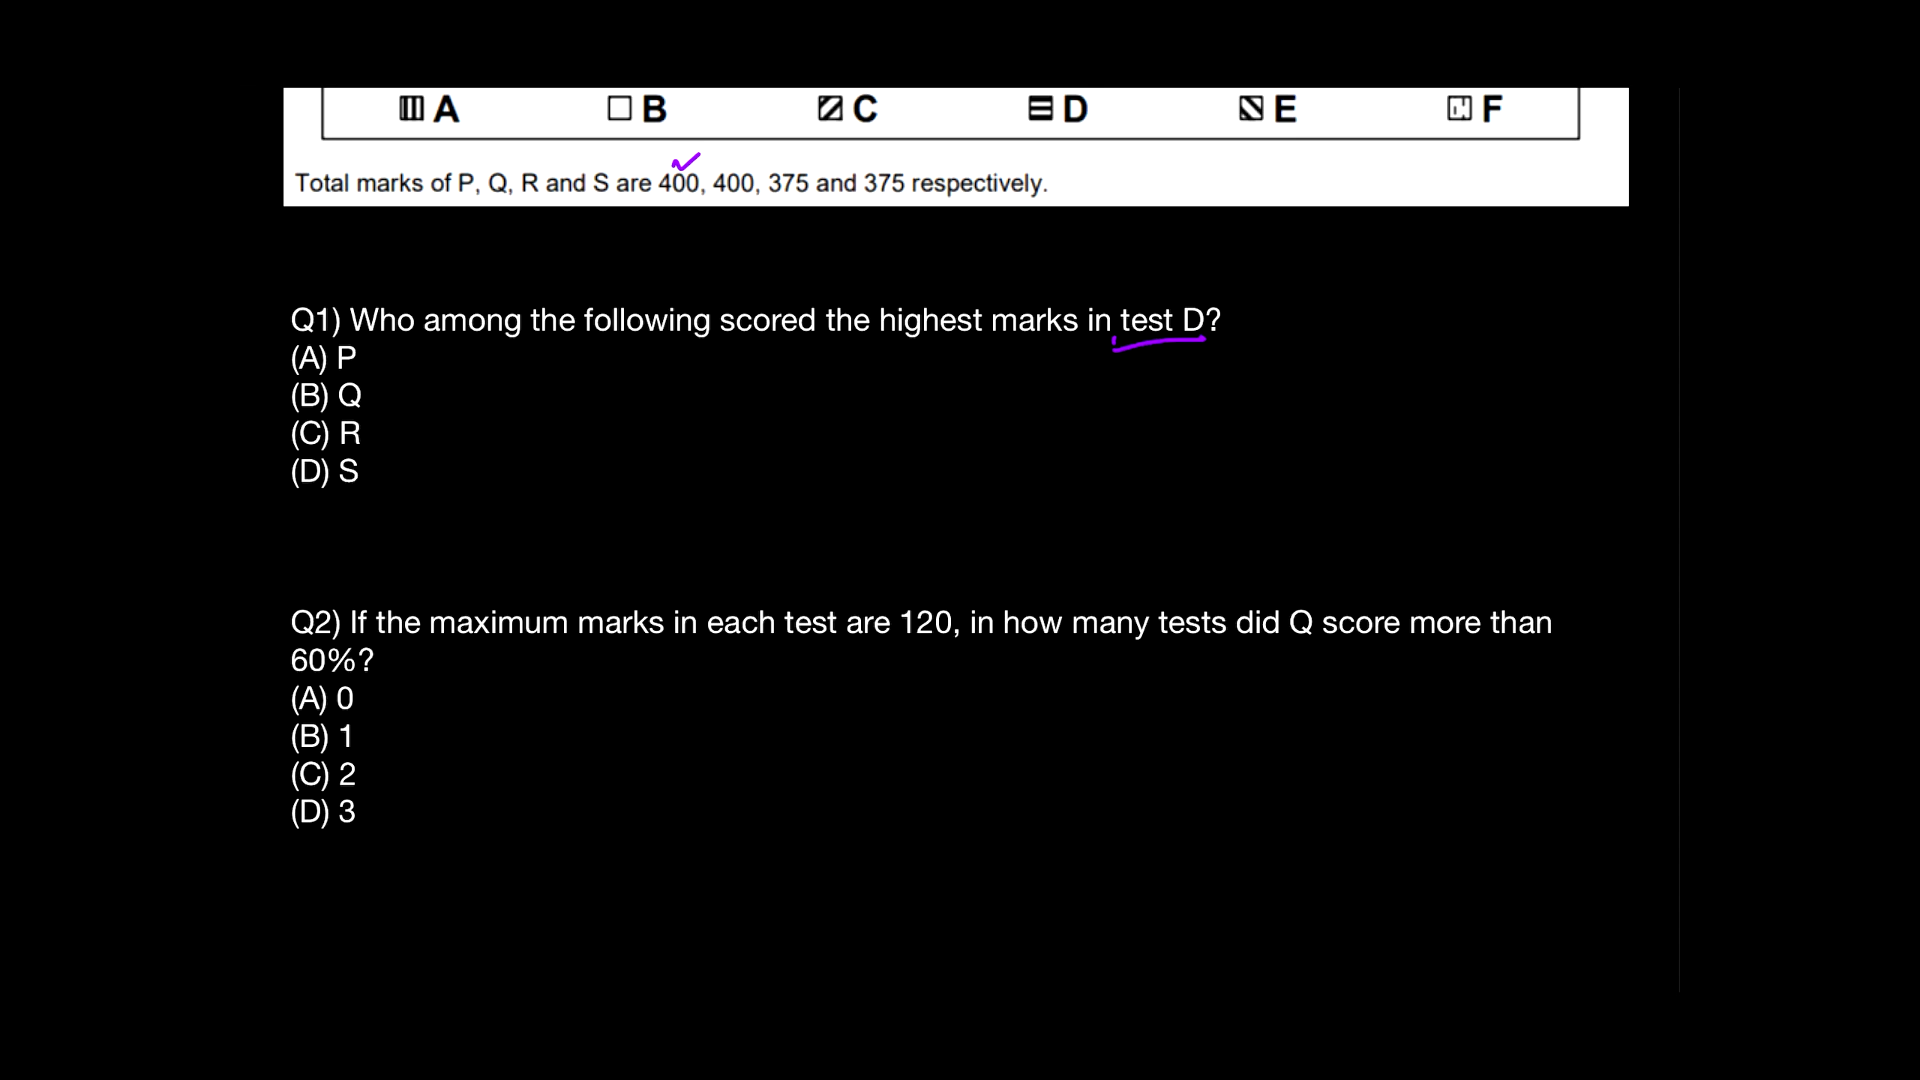 A B C D E F
Total marks of P, Q, R and S are 400, 400, 375 and 375 respectively.
Q1) Who among the following scored the highest marks in test D?
(A) P
(B) Q
(C) R
(D) S
Q2) If the maximum marks in each test are 120, in how many tests did Q score more than
60%?
(A) 0
(B) 1
(C) 2
(D) 3